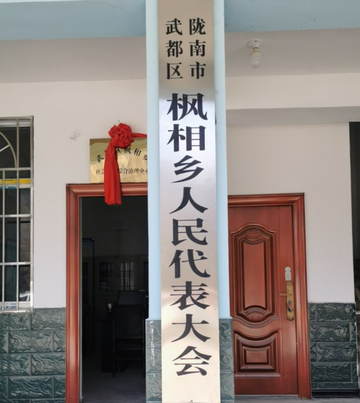 陇南市
武都区
枫相乡人民代表大会